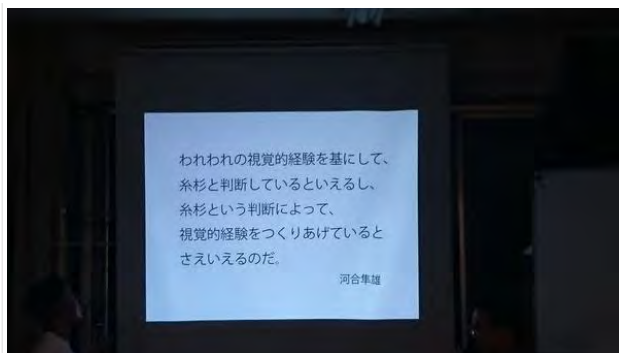 われわれの視覚的経験を基にして、
糸杉と判断しているといえるし、
糸杉という判断によって、
視覚的経験をつくりあげていると
さえいえるのだ。
河合隼雄